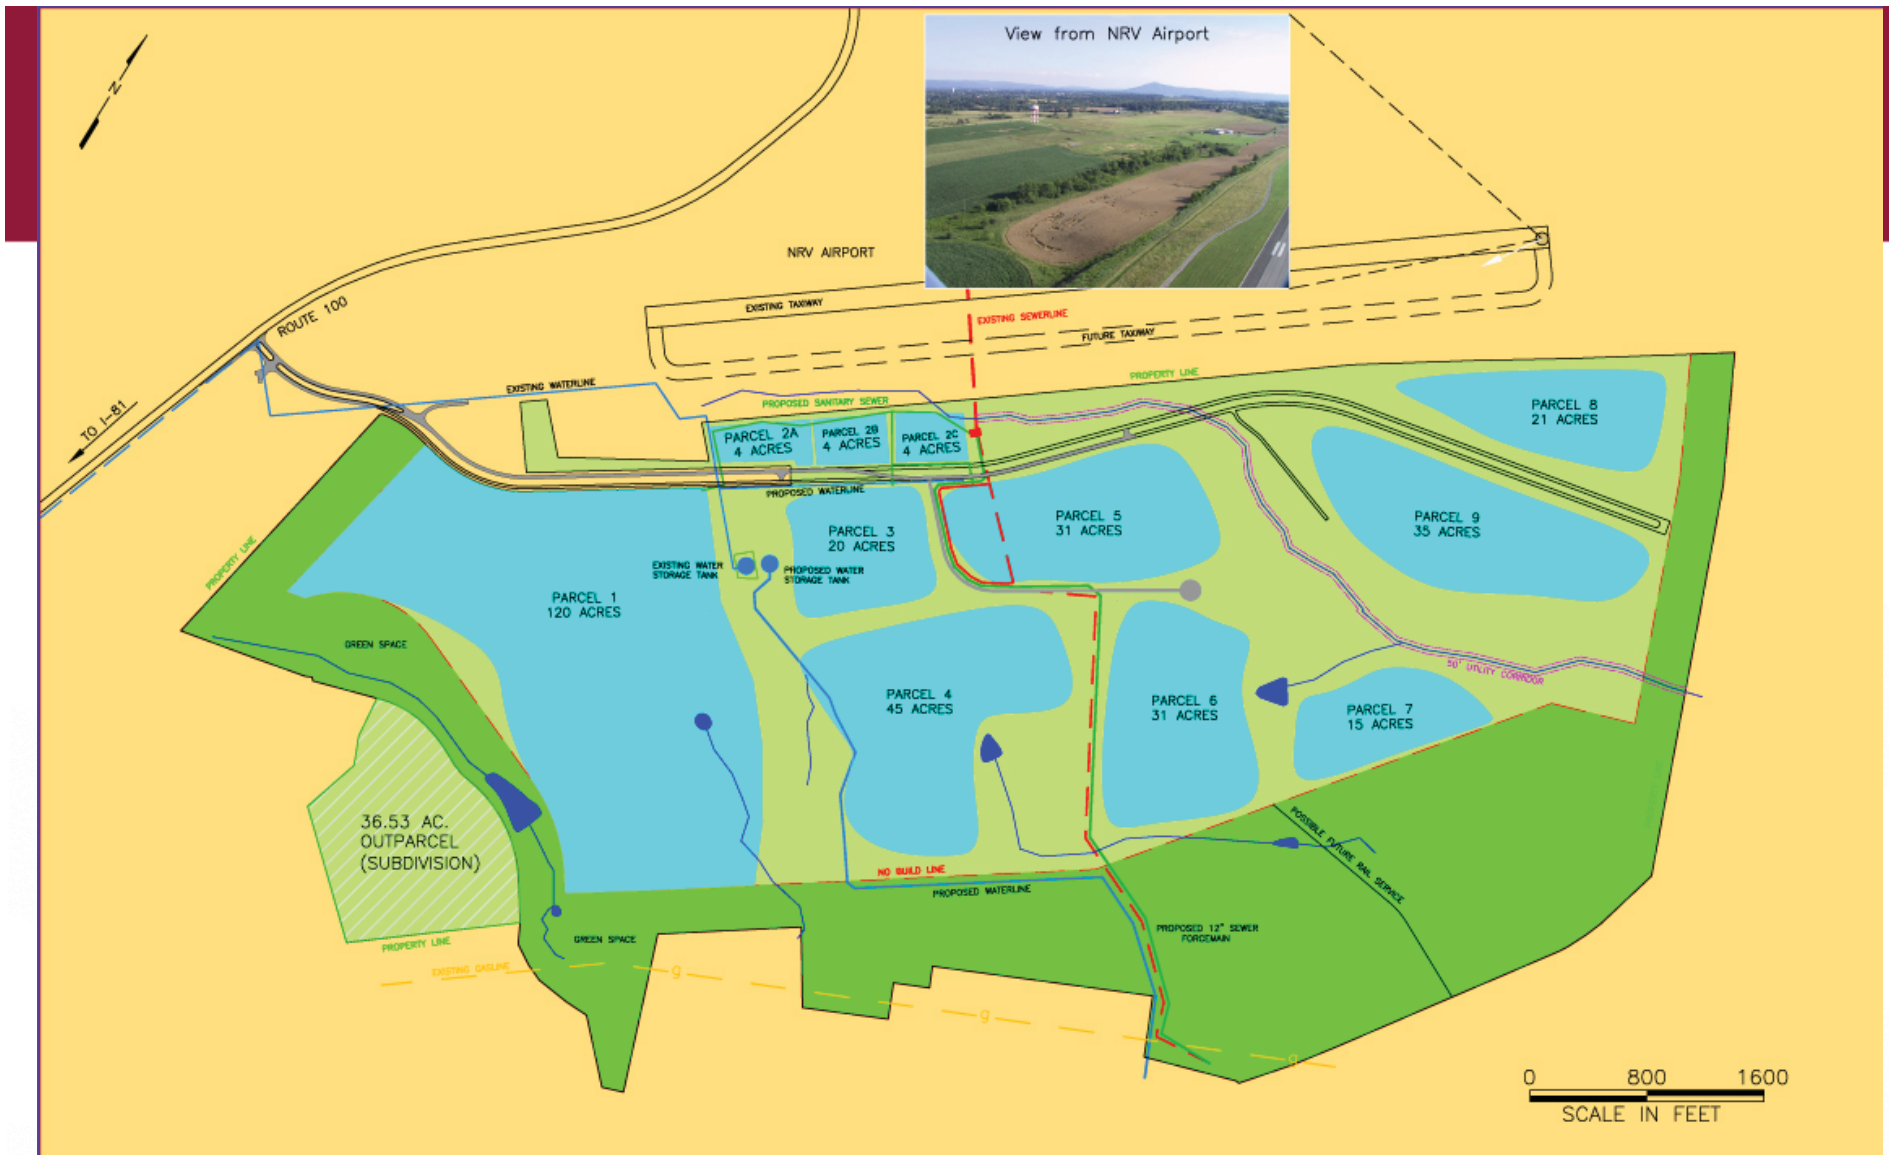 View from NRV Airport
N
NRV AIRPORT
ROUTE 100
EXISTING TAXIWAY
EXISTING SEWERLINE
FUTURE TAXIWAY
TO I-81
EXISTING WATERLINE
PROPERTY LINE
PROPOSED SANITARY SEWER
PARCEL 2A
4 ACRES
PARCEL 2B
4 ACRES
PARCEL 2C
4 ACRES
PARCEL 8
21 ACRES
PROPOSED WATERLINE
PARCEL 3
20 ACRES
PARCEL 5
31 ACRES
PARCEL 9
35 ACRES
PROPERTY LINE
EXISTING WATER
STORAGE TANK
PROPOSED WATER
STORAGE TANK
PARCEL 1
120 ACRES
GREEN SPACE
50' UTILITY CORRIDOR
PARCEL 4
45 ACRES
PARCEL 6
31 ACRES
PARCEL 7
15 ACRES
36.53 AC.
OUTPARCEL
(SUBDIVISION)
POSSIBLE FUTURE RAIL SERVICE
NO BUILD LINE
PROPOSED WATERLINE
PROPERTY LINE
GREEN SPACE
PROPOSED 12" SEWER
FORCEMAIN
EXISTING GASLINE
g
g
g
0 800 1600
SCALE IN FEET